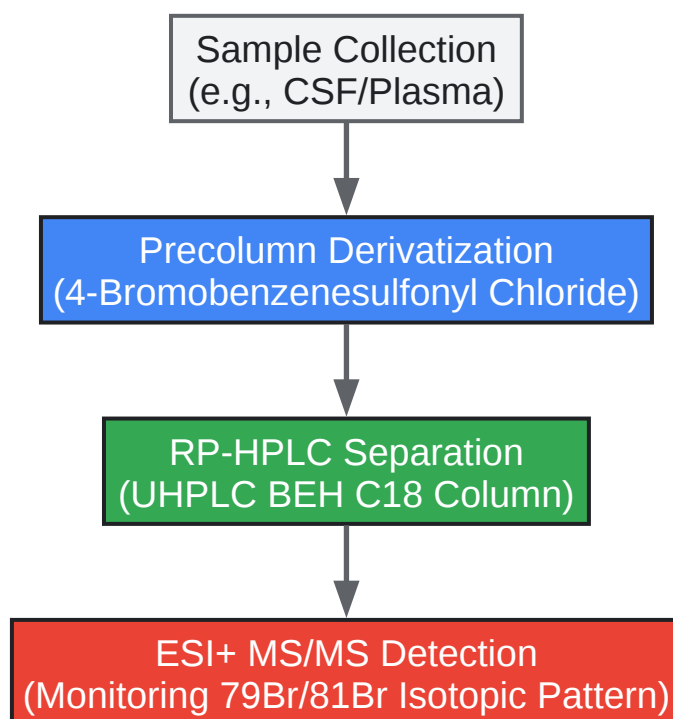 Sample Collection
(e.g., CSF/Plasma)
Precolumn Derivatization
(4-Bromobenzenesulfonyl Chloride)
RP-HPLC Separation
(UHPLC BEH C18 Column)
ESI+ MS/MS Detection
(Monitoring 79Br/81Br Isotopic Pattern)